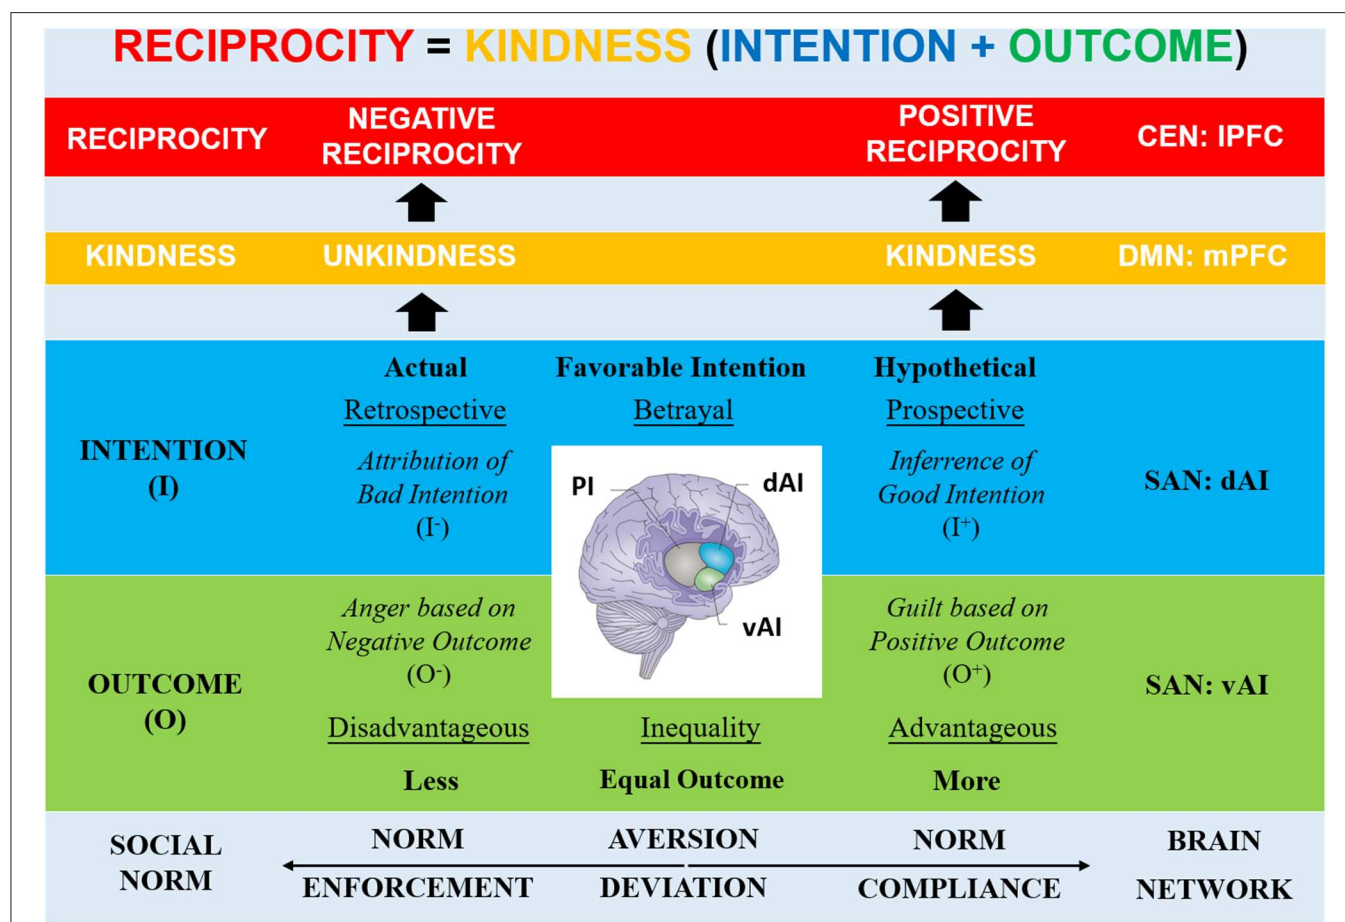 RECIPROCITY = KINDNESS (INTENTION + OUTCOME)
RECIPROCITY
NEGATIVE
RECIPROCITY
POSITIVE
RECIPROCITY
CEN: lPFC
KINDNESS
UNKINDNESS
KINDNESS
DMN: mPFC
INTENTION
(I)
Actual
Retrospective
Attribution of
Bad Intention
(I-)
Favorable Intention
Betrayal
Hypothetical
Prospective
Inferrence of
Good Intention
(I+)
SAN: dAI
PI
dAI
vAI
OUTCOME
(O)
Anger based on
Negative Outcome
(O-)
Disadvantageous
Less
Inequality
Equal Outcome
Guilt based on
Positive Outcome
(O+)
Advantageous
More
SAN: vAI
SOCIAL
NORM
NORM
ENFORCEMENT
AVERSION
DEVIATION
NORM
COMPLIANCE
BRAIN
NETWORK